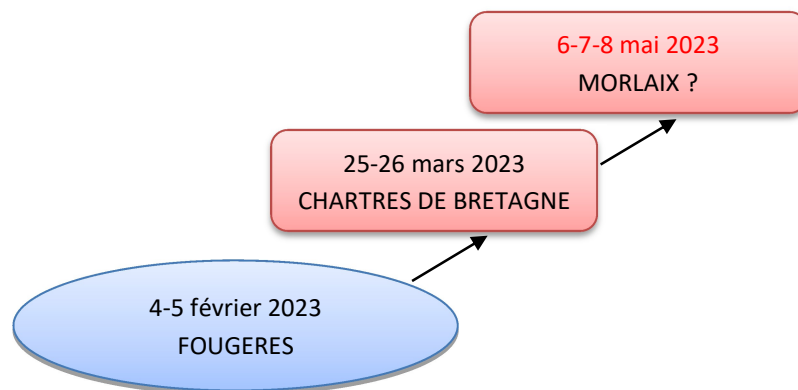 6-7-8 mai 2023
MORLAIX ?
25-26 mars 2023
CHARTRES DE BRETAGNE
4-5 février 2023
FOUGERES